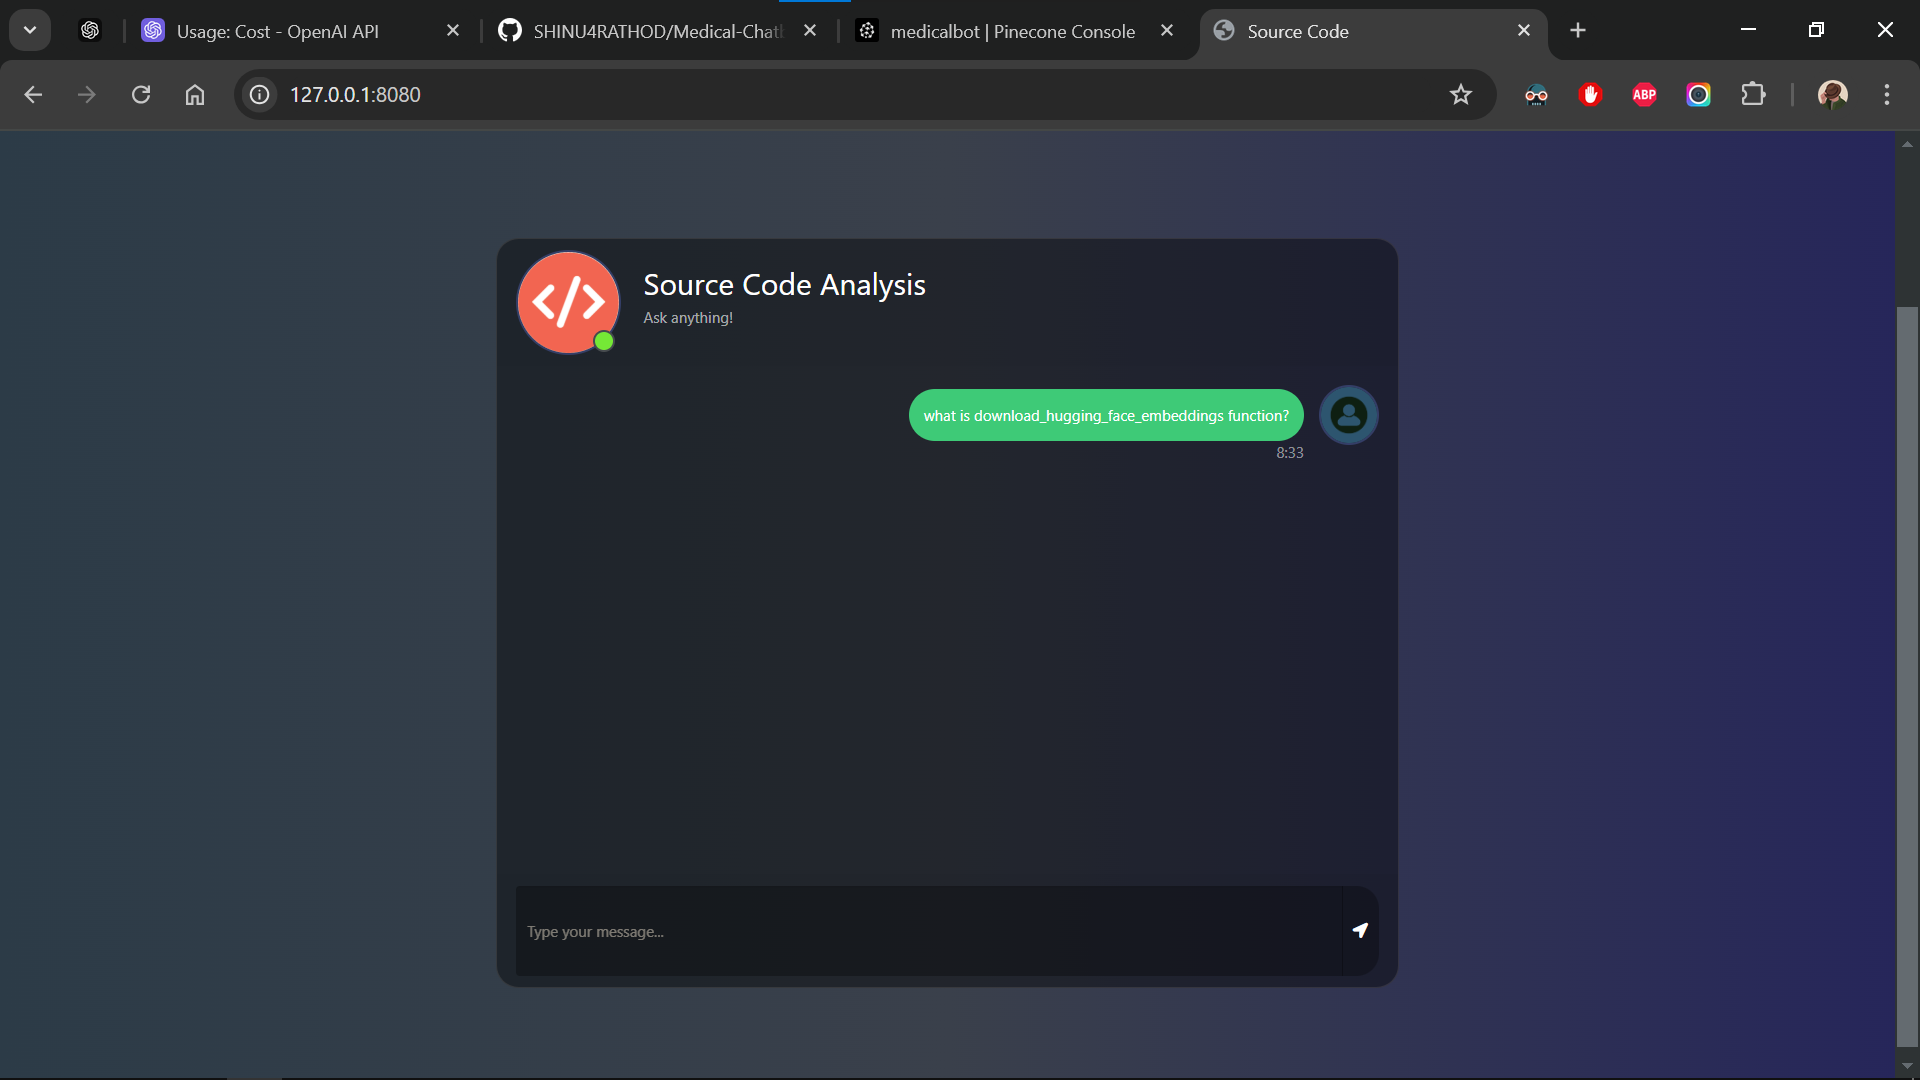 Usage: Cost - OpenAI API
SHINU4RATHOD/Medical-Chat
medicalbot | Pinecone Console
Source Code
127.0.0.1:8080
ABP
</>
Source Code Analysis
Ask anything!
what is download_hugging_face_embeddings function?
8:33
Type your message...